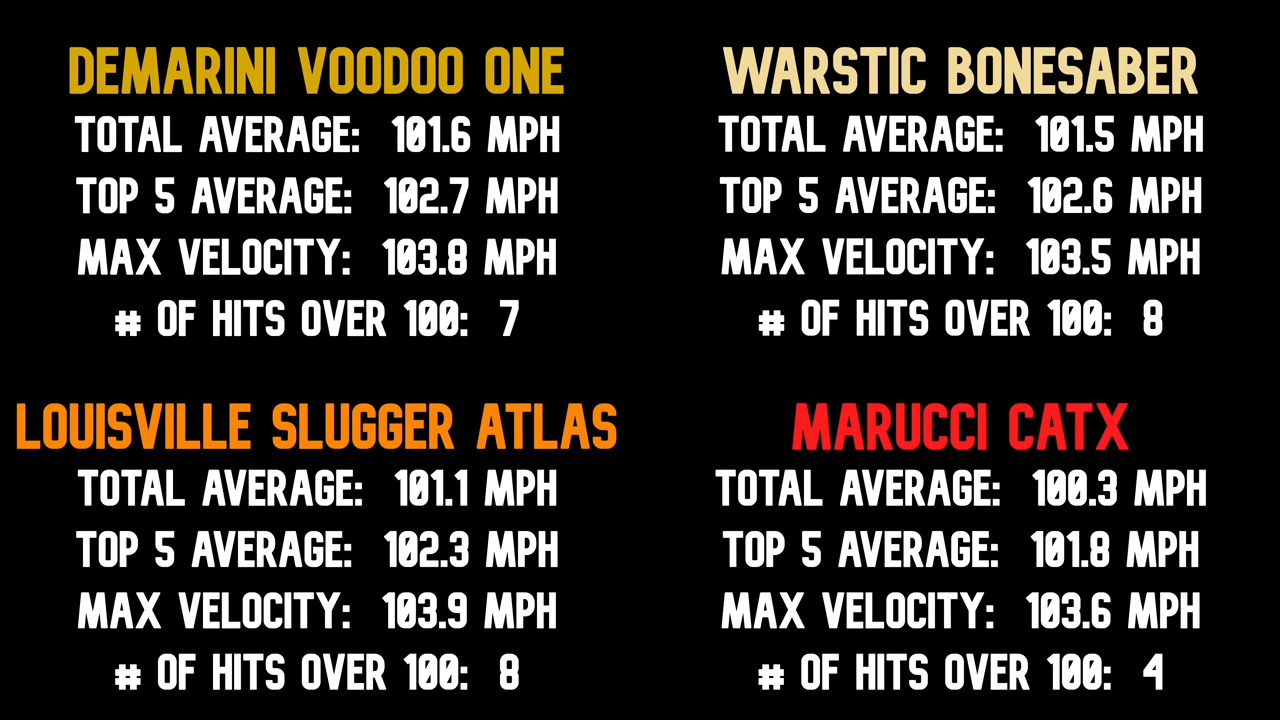 DEMARINI VOODOO ONE
TOTAL AVERAGE: 101.6 MPH
TOP 5 AVERAGE: 102.7 MPH
MAX VELOCITY: 103.8 MPH
# OF HITS OVER 100: 7
WARSTIC BONESABER
TOTAL AVERAGE: 101.5 MPH
TOP 5 AVERAGE: 102.6 MPH
MAX VELOCITY: 103.5 MPH
# OF HITS OVER 100: 8
LOUISVILLE SLUGGER ATLAS
TOTAL AVERAGE: 101.1 MPH
TOP 5 AVERAGE: 102.3 MPH
MAX VELOCITY: 103.9 MPH
# OF HITS OVER 100: 8
MARUCCI CATX
TOTAL AVERAGE: 100.3 MPH
TOP 5 AVERAGE: 101.8 MPH
MAX VELOCITY: 103.6 MPH
# OF HITS OVER 100: 4